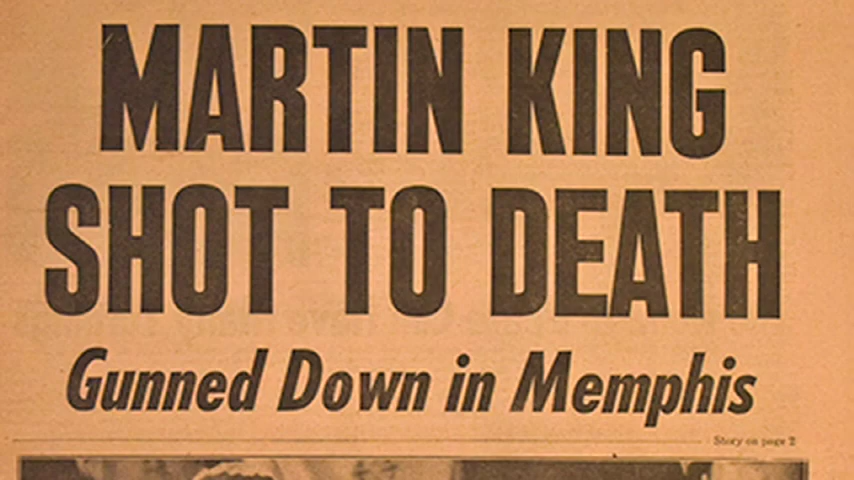 MARTIN KING
SHOT TO DEATH
Gunned Down in Memphis
Story on page 2